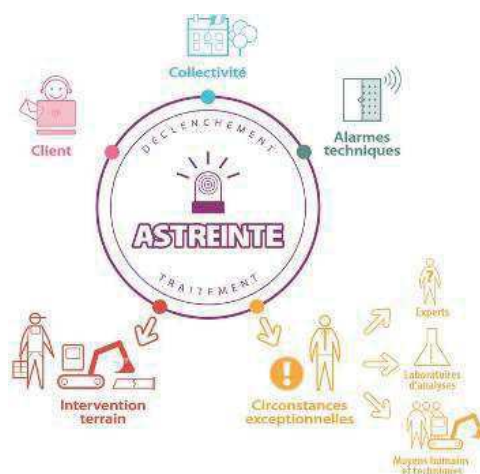 Collectivité
Client
Alarmes
techniques
DÉCLENCHEMENT
ASTREINTE
TRAITEMENT
Intervention
terrain
Circonstances
exceptionnelles
?
Experts
Laboratoires
d'analyses
Moyens humains
et techniques
!